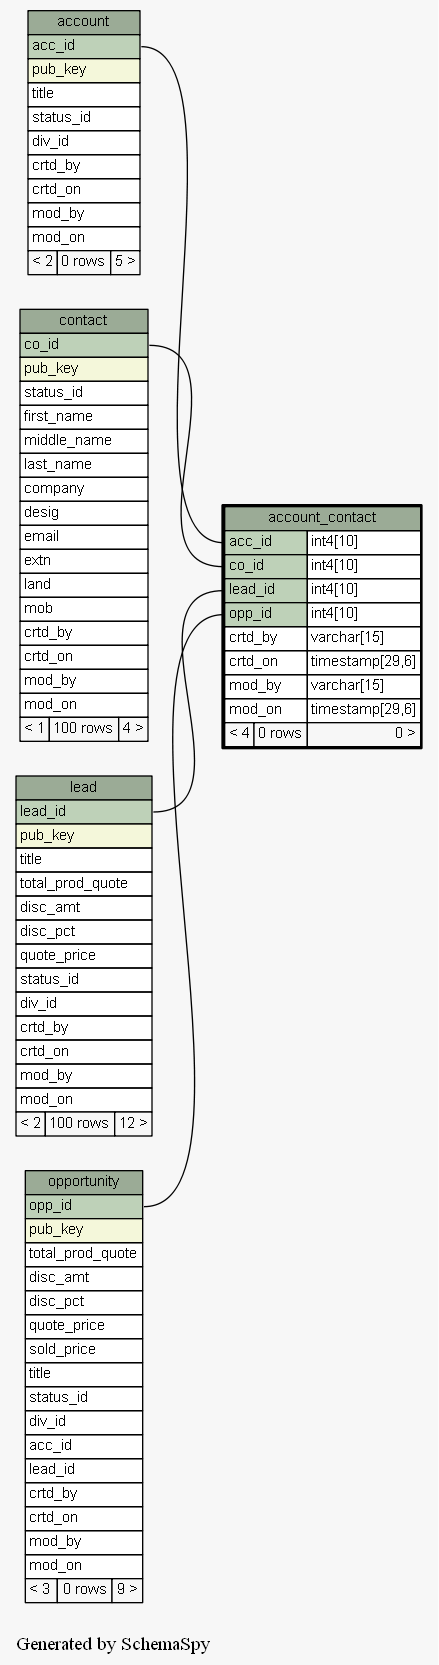 account
acc_id
pub_key
title
status_id
div_id
crtd_by
crtd_on
mod_by
mod_on
< 2 0 rows 5 >
contact
co_id
pub_key
status_id
first_name
middle_name
last_name
company
desig
email
extn
land
mob
crtd_by
crtd_on
mod_by
mod_on
< 1 100 rows 4 >
account_contact
acc_id int4[10]
co_id int4[10]
lead_id int4[10]
opp_id int4[10]
crtd_by varchar[15]
crtd_on timestamp[29,6]
mod_by varchar[15]
mod_on timestamp[29,6]
< 4 0 rows 0 >
lead
lead_id
pub_key
title
total_prod_quote
disc_amt
disc_pct
quote_price
status_id
div_id
crtd_by
crtd_on
mod_by
mod_on
< 2 100 rows 12 >
opportunity
opp_id
pub_key
total_prod_quote
disc_amt
disc_pct
quote_price
sold_price
title
status_id
div_id
acc_id
lead_id
crtd_by
crtd_on
mod_by
mod_on
< 3 0 rows 9 >
Generated by SchemaSpy